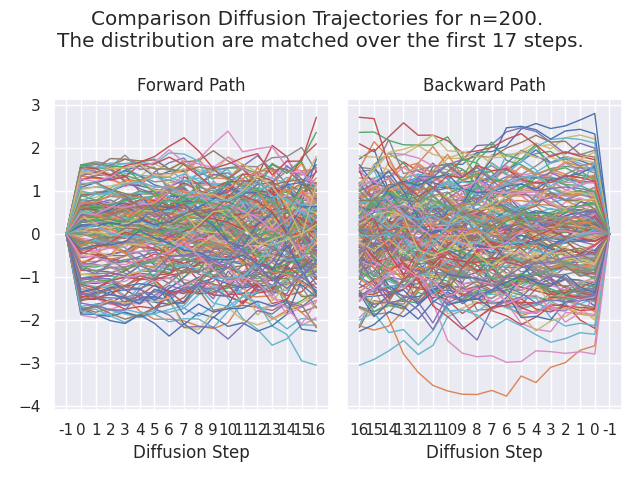 Comparison Diffusion Trajectories for n=200.
The distribution are matched over the first 17 steps.
Forward Path
Backward Path
3
2
1
0
−1
−2
−3
−4
-1 0 1 2 3 4 5 6 7 8 9 10 11 12 13 14 15 16
16 15 14 13 12 11 10 9 8 7 6 5 4 3 2 1 0 -1
Diffusion Step
Diffusion Step